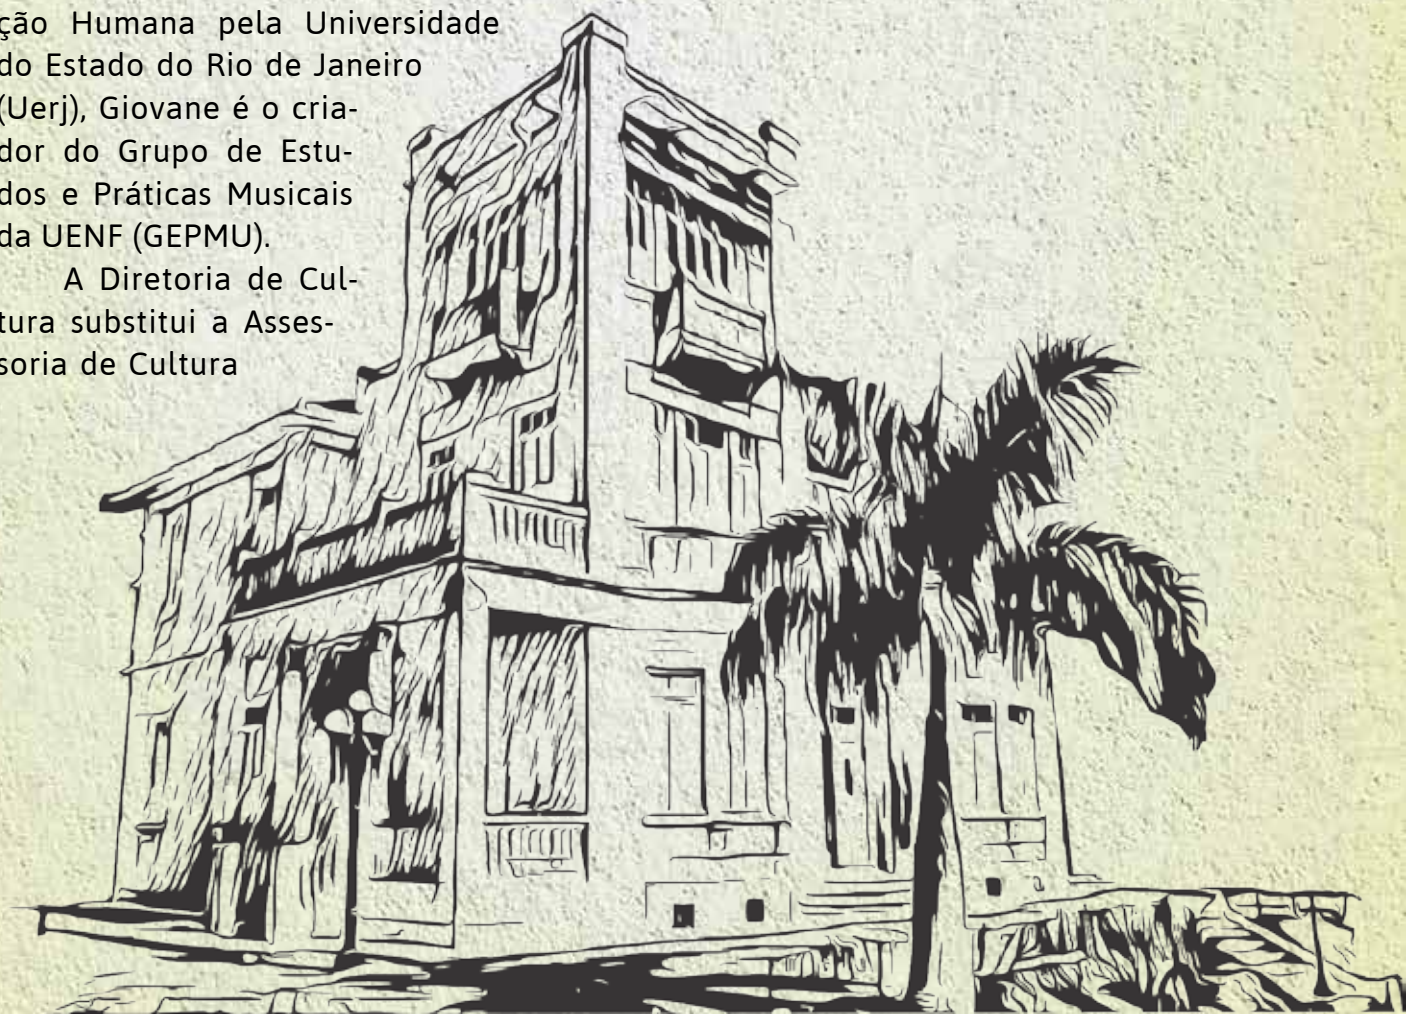 ção Humana pela Universidade
do Estado do Rio de Janeiro
(Uerj), Giovane é o cria-
dor do Grupo de Estu-
dos e Práticas Musicais
da UENF (GEPMU).
A Diretoria de Cul-
tura substitui a Asses-
soria de Cultura